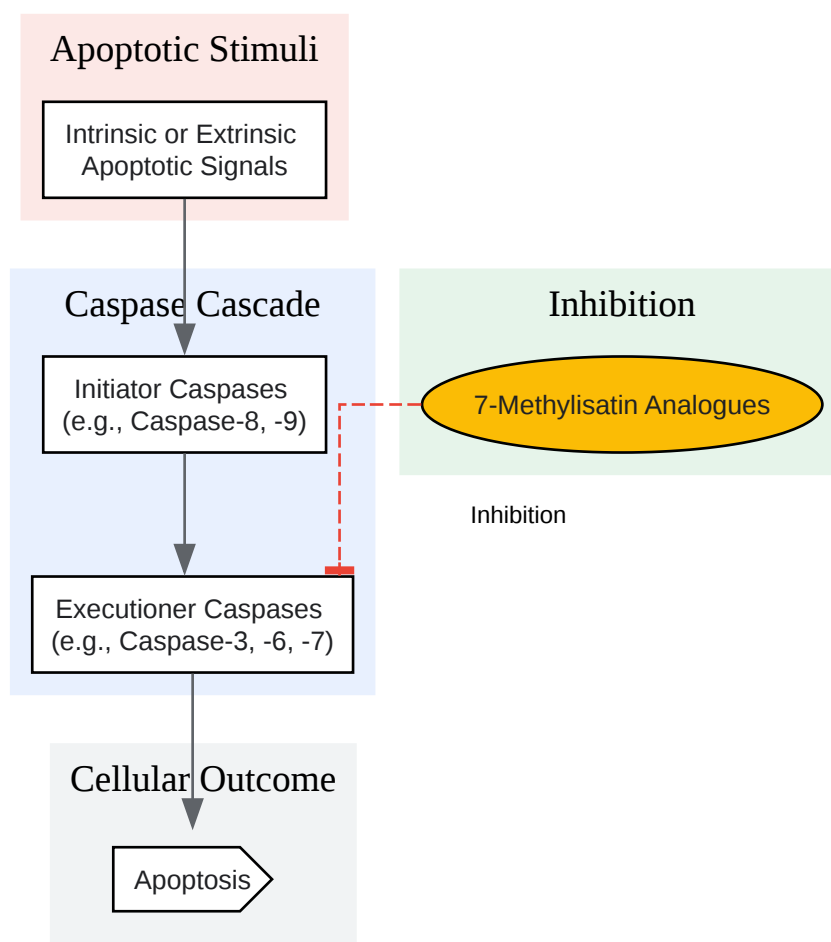 Apoptotic Stimuli
Intrinsic or Extrinsic
Apoptotic Signals
Caspase Cascade
Initiator Caspases
(e.g., Caspase-8, -9)
Executioner Caspases
(e.g., Caspase-3, -6, -7)
Inhibition
7-Methylisatin Analogues
Inhibition
Cellular Outcome
Apoptosis